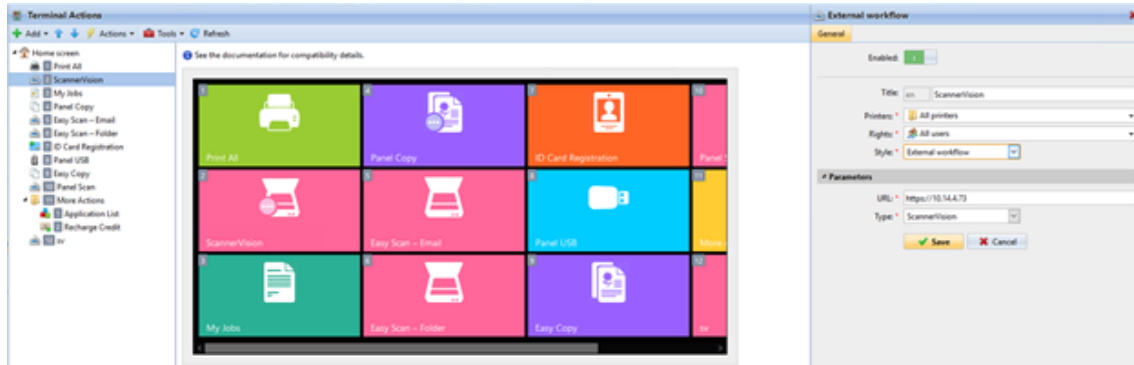 Terminal Actions
Add Actions Tools Refresh
Home screen
Print All
ScannerVision
My Jobs
Panel Copy
Easy Scan – Email
Easy Scan – Folder
ID Card Registration
Panel USB
Easy Copy
Panel Scan
More Actions
Application List
Recharge Credit
sv
See the documentation for compatibility details.
1
Print All
4
Panel Copy
7
ID Card Registration
10
Panel S
2
ScannerVision
5
Easy Scan – Email
8
Panel USB
11
More A
3
My Jobs
6
Easy Scan – Folder
9
Easy Copy
12
sv
External workflow
General
Enabled:
Title: en ScannerVision
Printers: * All printers
Rights: * All users
Style: * External workflow
Parameters
URL: * https://10.14.4.73
Type: * ScannerVision
Save Cancel